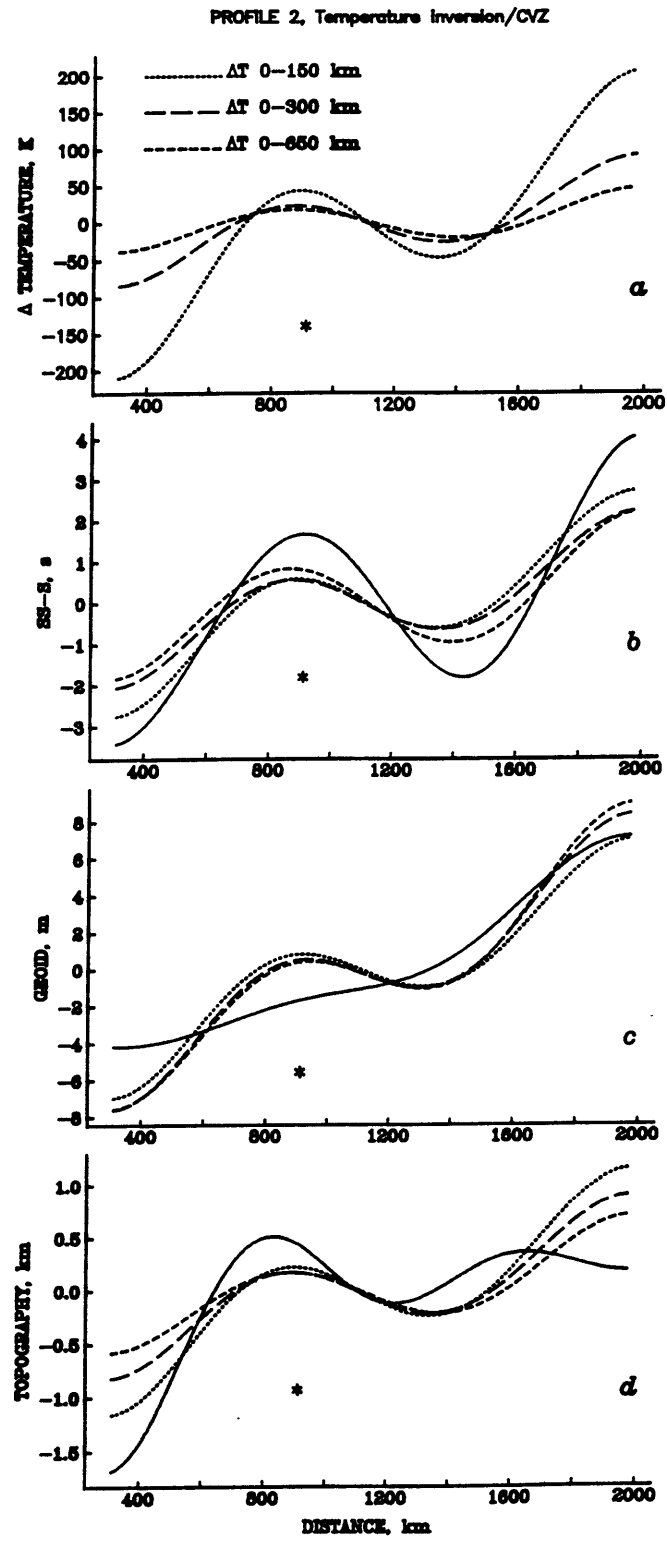 PROFILE 2, Temperature inversion/CVZ
ΔT 0-150 km
ΔT 0-300 km
ΔT 0-650 km
Δ TEMPERATURE, K
200
150
100
50
0
-50
-100
-150
-200
*
a
400 800 1200 1600 2000
SS-S, s
4
3
2
1
0
-1
-2
-3
*
b
400 800 1200 1600 2000
GEOID, m
8
6
4
2
0
-2
-4
-6
-8
*
c
400 800 1200 1600 2000
TOPOGRAPHY, km
1.0
0.5
0.0
-0.5
-1.0
-1.5
*
d
400 800 1200 1600 2000
DISTANCE, km